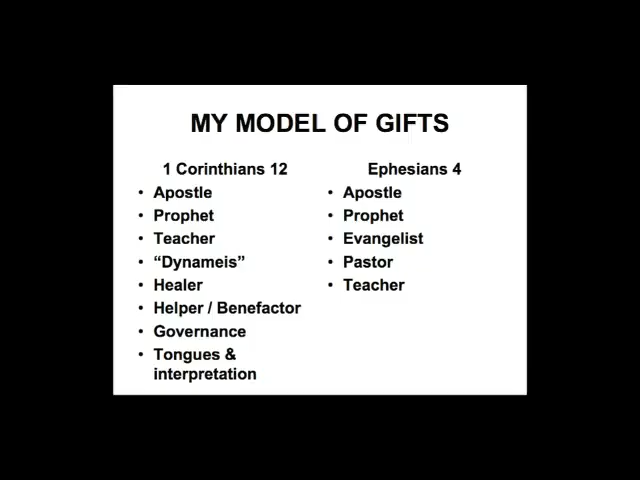 MY MODEL OF GIFTS
1 Corinthians 12
• Apostle
• Prophet
• Teacher
• “Dynameis”
• Healer
• Helper / Benefactor
• Governance
• Tongues &
interpretation
Ephesians 4
• Apostle
• Prophet
• Evangelist
• Pastor
• Teacher